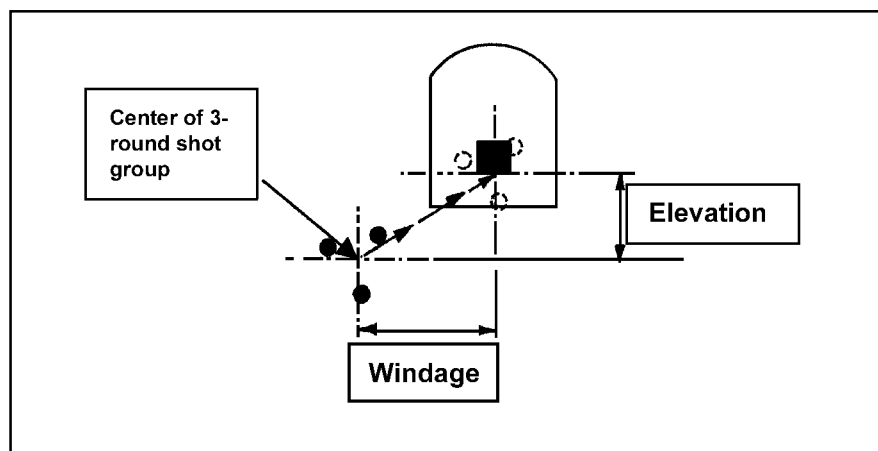 Center of 3-
round shot
group
Elevation
Windage